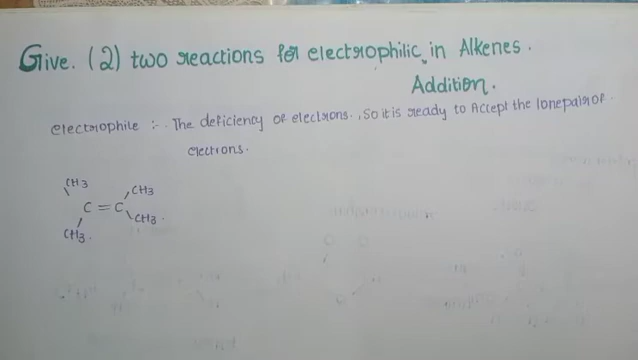 Give. (2) two reactions for electrophilic in Alkenes.
Addition.
electrophile :- The deficiency of electrons., So it is ready to Accept the lonepair of
electrons.
CH3
CH3
C = C
CH3.
CH3.